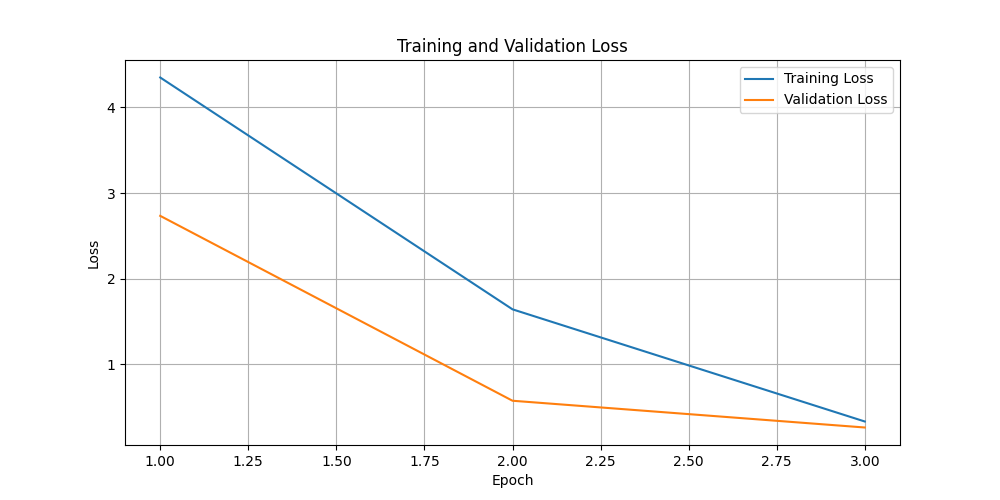 Training and Validation Loss
Training Loss
Validation Loss
4
3
2
1
Loss
1.00 1.25 1.50 1.75 2.00 2.25 2.50 2.75 3.00
Epoch